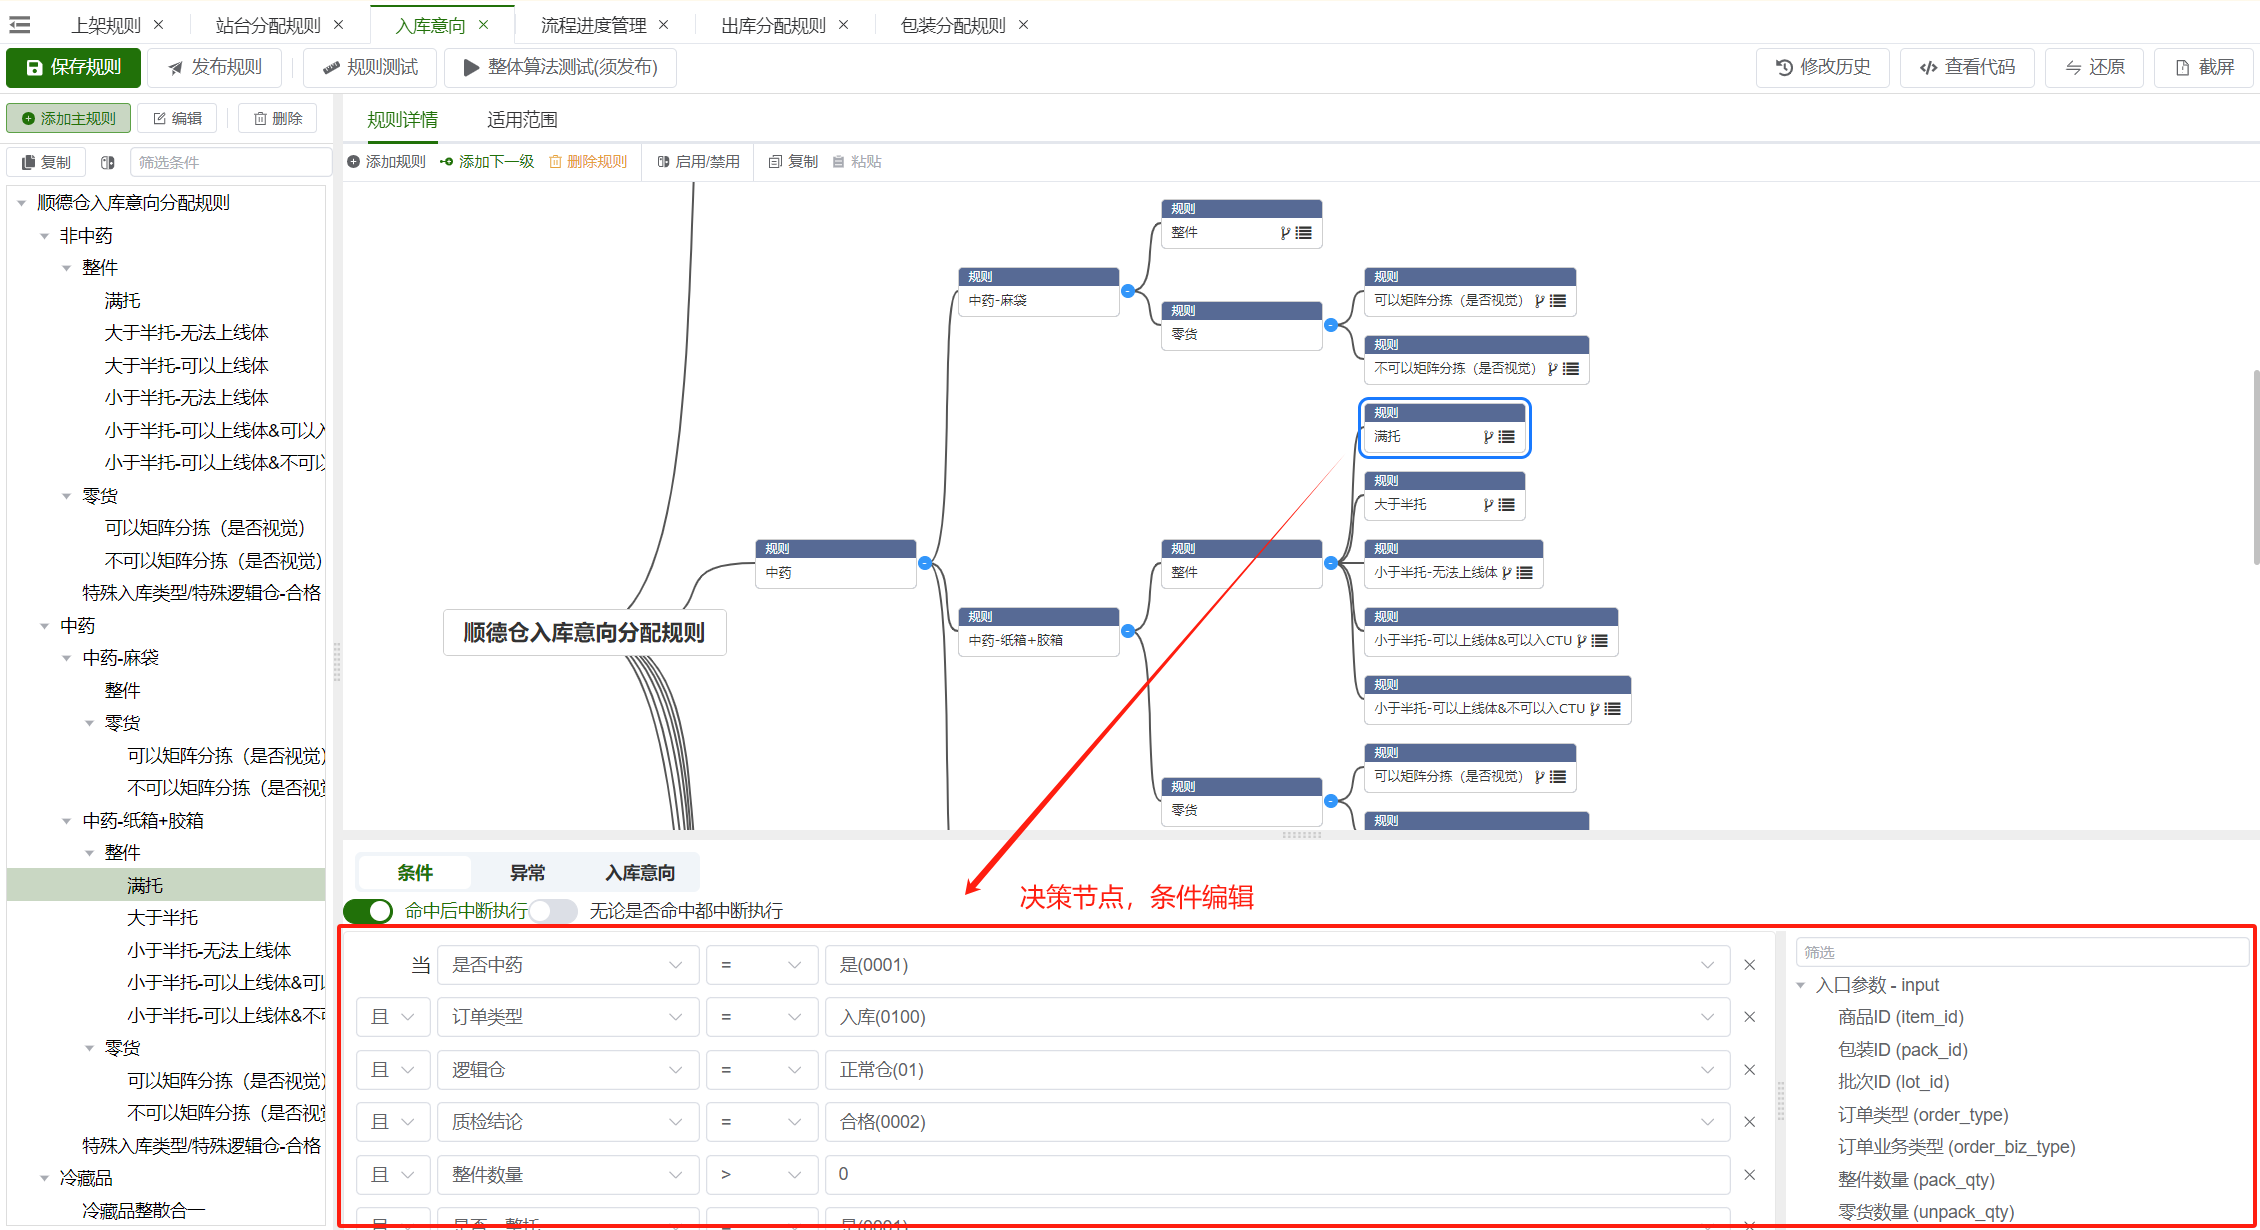 上架规则 × 站台分配规则 × 入库意向 × 流程进度管理 × 出库分配规则 × 包装分配规则 ×
保存规则 发布规则 规则测试 整体算法测试(须发布) 修改历史 查看代码 还原 截屏
添加主规则 编辑 删除
复制 筛选条件
顺德仓入库意向分配规则
非中药
整件
满托
大于半托-无法上线体
大于半托-可以上线体
小于半托-无法上线体
小于半托-可以上线体&可以入
小于半托-可以上线体&不可以
零货
可以矩阵分拣（是否视觉）
不可以矩阵分拣（是否视觉）
特殊入库类型/特殊逻辑仓-合格
中药
中药-麻袋
整件
零货
可以矩阵分拣（是否视觉）
不可以矩阵分拣（是否视觉
中药-纸箱+胶箱
整件
满托
大于半托
小于半托-无法上线体
小于半托-可以上线体&可以
小于半托-可以上线体&不可
零货
可以矩阵分拣（是否视觉）
不可以矩阵分拣（是否视觉
特殊入库类型/特殊逻辑仓-合格
冷藏品
冷藏品整散合一
规则详情 适用范围
添加规则 添加下一级 删除规则 启用/禁用 复制 粘贴
顺德仓入库意向分配规则
规则
中药
规则
中药-麻袋
规则
整件
规则
零货
规则
可以矩阵分拣（是否视觉）
规则
不可以矩阵分拣（是否视觉）
规则
中药-纸箱+胶箱
规则
整件
规则
满托
规则
大于半托
规则
小于半托-无法上线体
规则
小于半托-可以上线体&可以入CTU
规则
小于半托-可以上线体&不可以入CTU
规则
零货
规则
可以矩阵分拣（是否视觉）
规则
条件 异常 入库意向
命中后中断执行 无论是否命中都中断执行
决策节点，条件编辑
当 是否中药 = 是(0001)
且 订单类型 = 入库(0100)
且 逻辑仓 = 正常仓(01)
且 质检结论 = 合格(0002)
且 整件数量 > 0
且 是否一整托 = 是(0001)
筛选
入口参数 - input
商品ID (item_id)
包装ID (pack_id)
批次ID (lot_id)
订单类型 (order_type)
订单业务类型 (order_biz_type)
整件数量 (pack_qty)
零货数量 (unpack_qty)